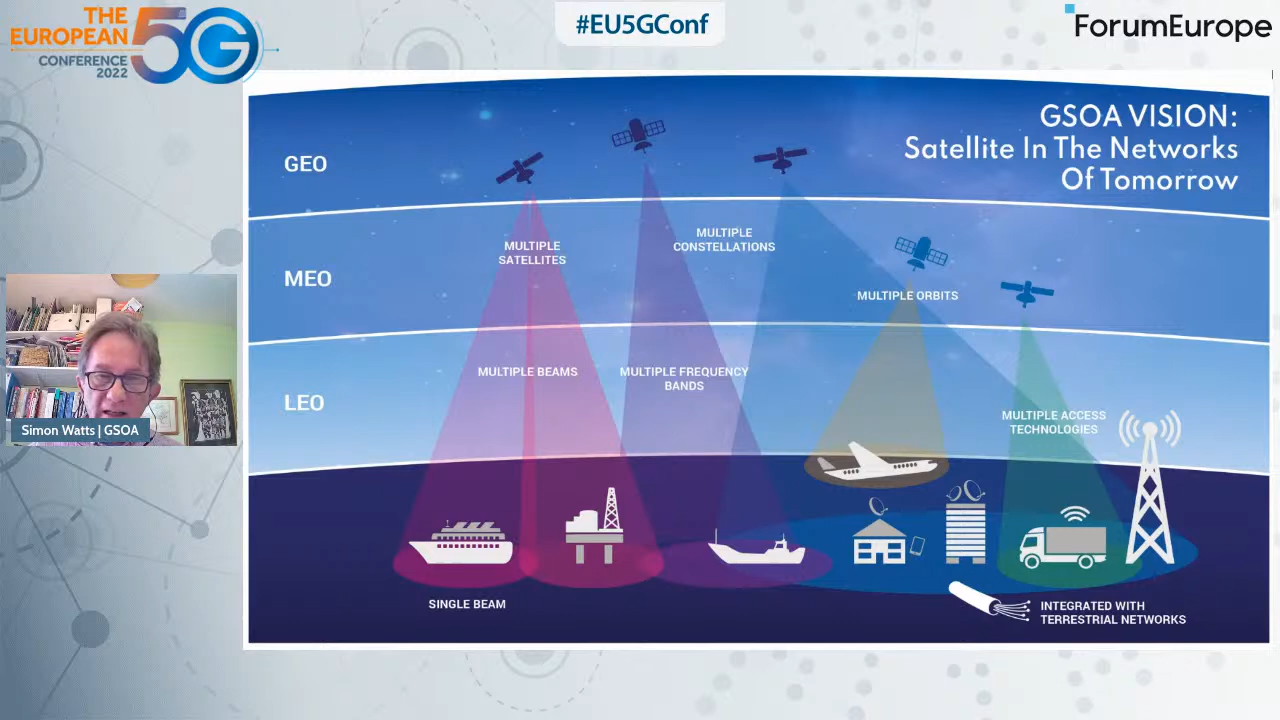 THE
EUROPEAN
5G
CONFERENCE
2022
#EU5GConf
ForumEurope
GSOA VISION:
Satellite In The Networks
Of Tomorrow
GEO
MULTIPLE
SATELLITES
MULTIPLE
CONSTELLATIONS
MEO
MULTIPLE ORBITS
MULTIPLE BEAMS
MULTIPLE FREQUENCY
BANDS
LEO
MULTIPLE ACCESS
TECHNOLOGIES
Simon Watts | GSOA
SINGLE BEAM
INTEGRATED WITH
TERRESTRIAL NETWORKS